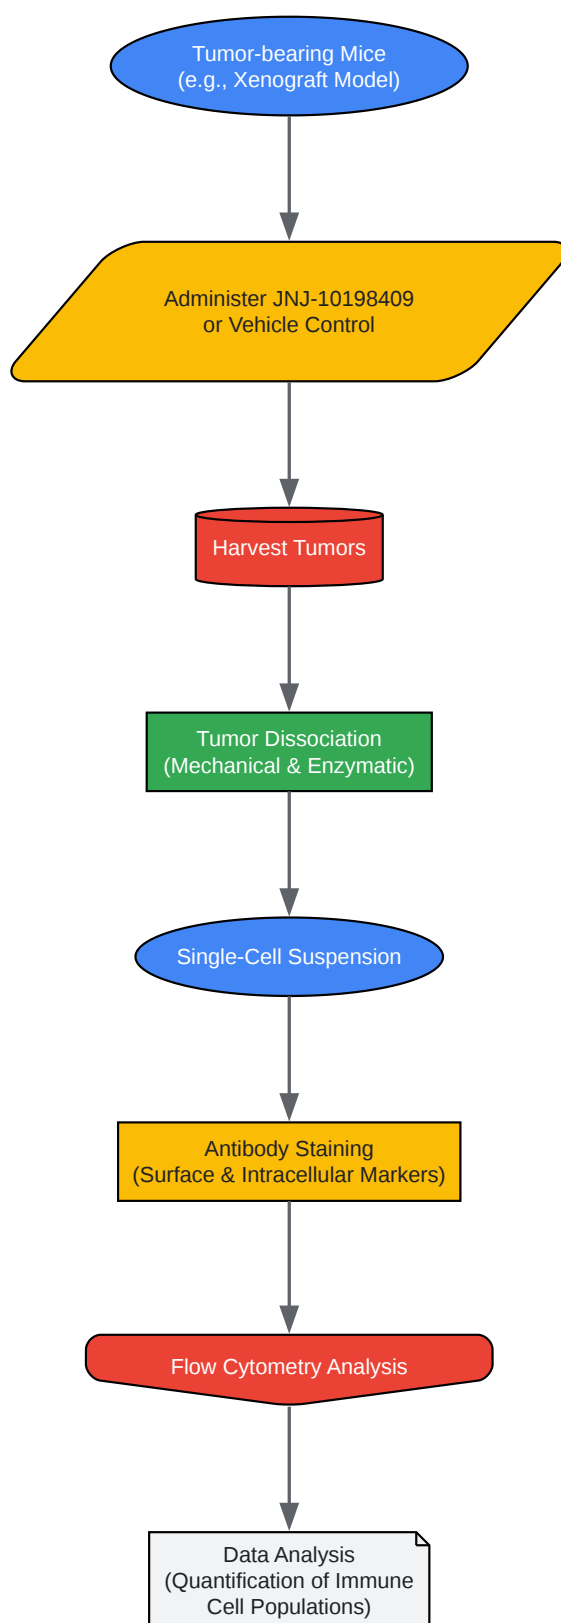 Tumor-bearing Mice
(e.g., Xenograft Model)
Administer JNJ-10198409
or Vehicle Control
Harvest Tumors
Tumor Dissociation
(Mechanical & Enzymatic)
Single-Cell Suspension
Antibody Staining
(Surface & Intracellular Markers)
Flow Cytometry Analysis
Data Analysis
(Quantification of Immune
Cell Populations)